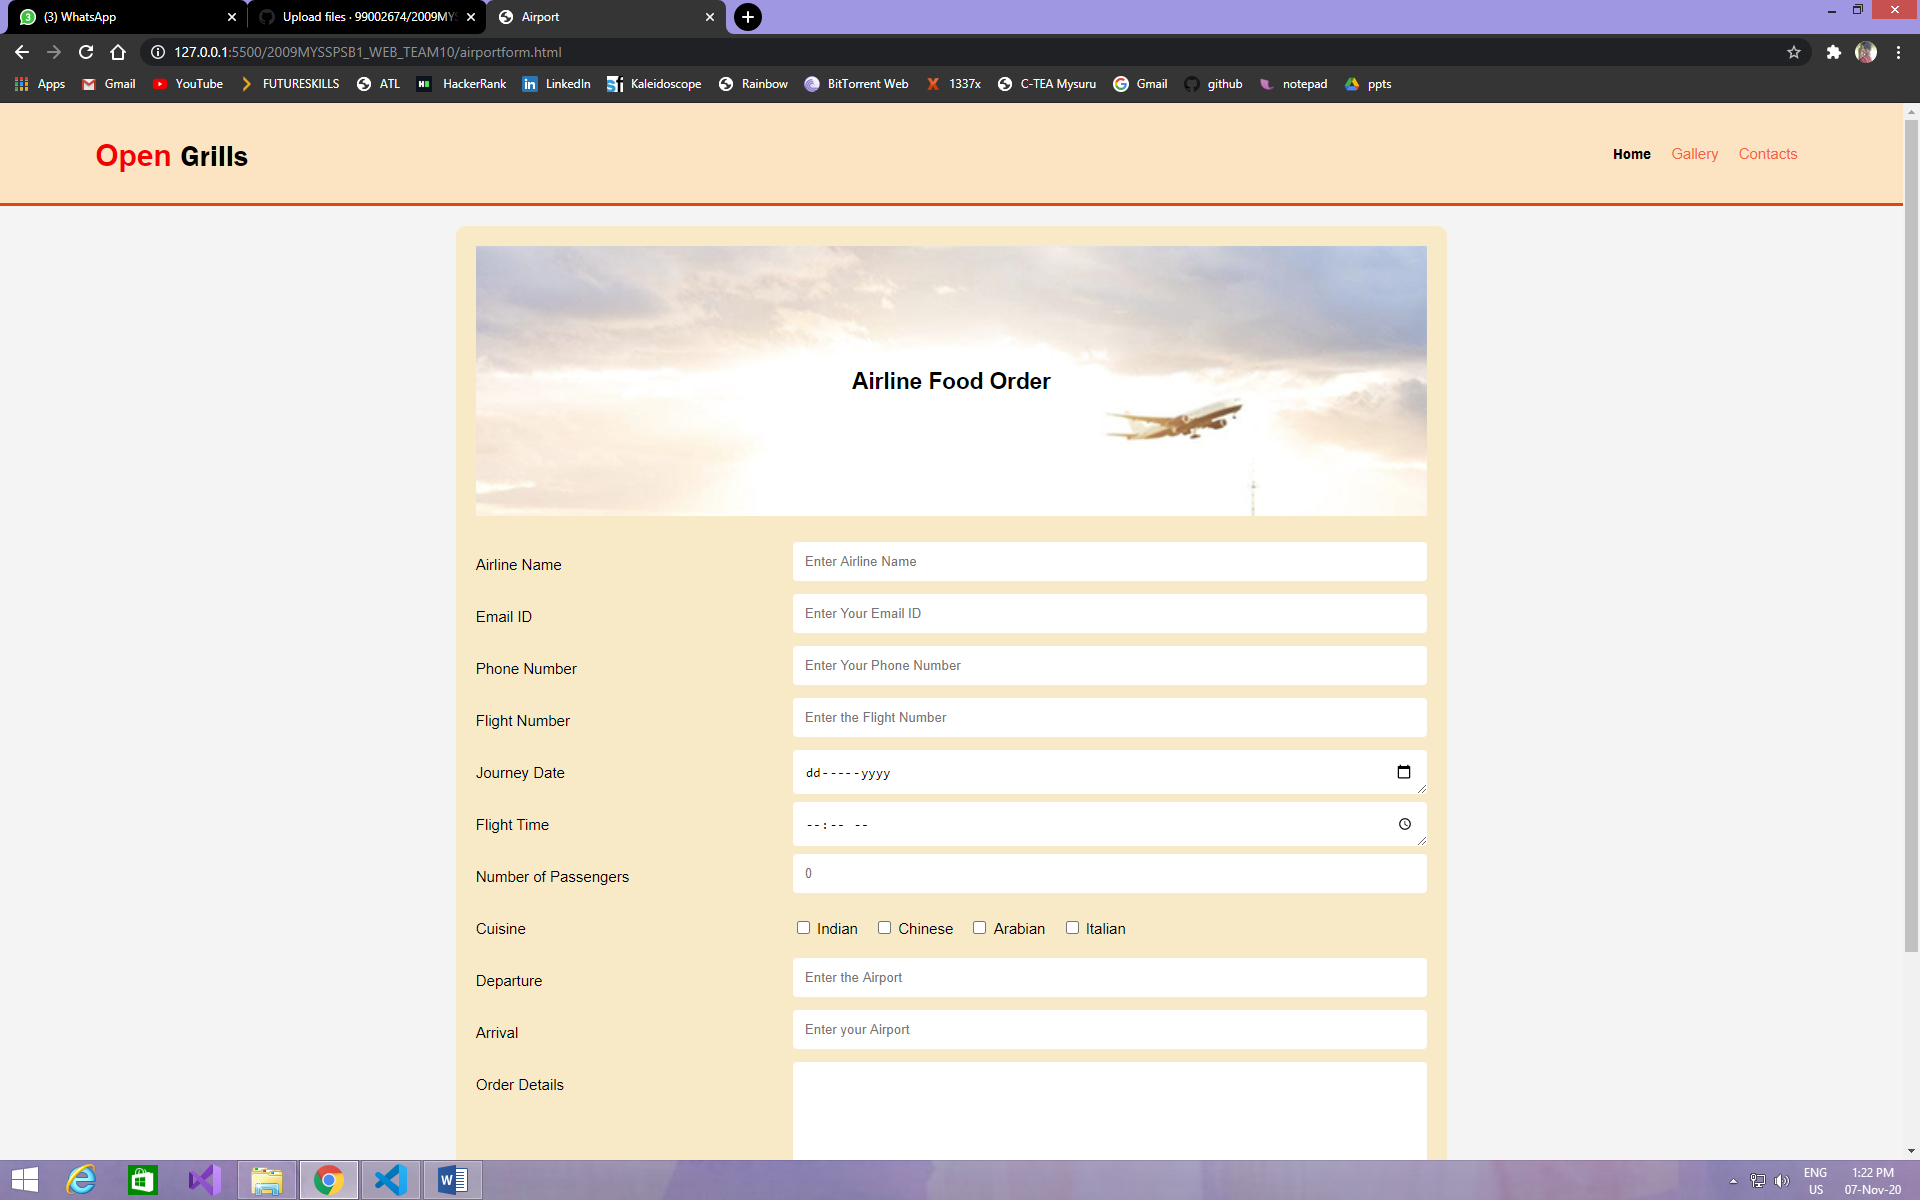 (3) WhatsApp
Upload files · 99002674/2009MYS
Airport
127.0.0.1:5500/2009MYSSPSB1_WEB_TEAM10/airportform.html
Apps Gmail YouTube FUTURESKILLS ATL HackerRank LinkedIn Kaleidoscope Rainbow BitTorrent Web 1337x C-TEA Mysuru Gmail github notepad ppts
Open Grills
Home Gallery Contacts
Airline Food Order
Airline Name Enter Airline Name
Email ID Enter Your Email ID
Phone Number Enter Your Phone Number
Flight Number Enter the Flight Number
Journey Date dd-----yyyy
Flight Time --:-- --
Number of Passengers 0
Cuisine Indian Chinese Arabian Italian
Departure Enter the Airport
Arrival Enter your Airport
Order Details
ENG 1:22 PM
US 07-Nov-20